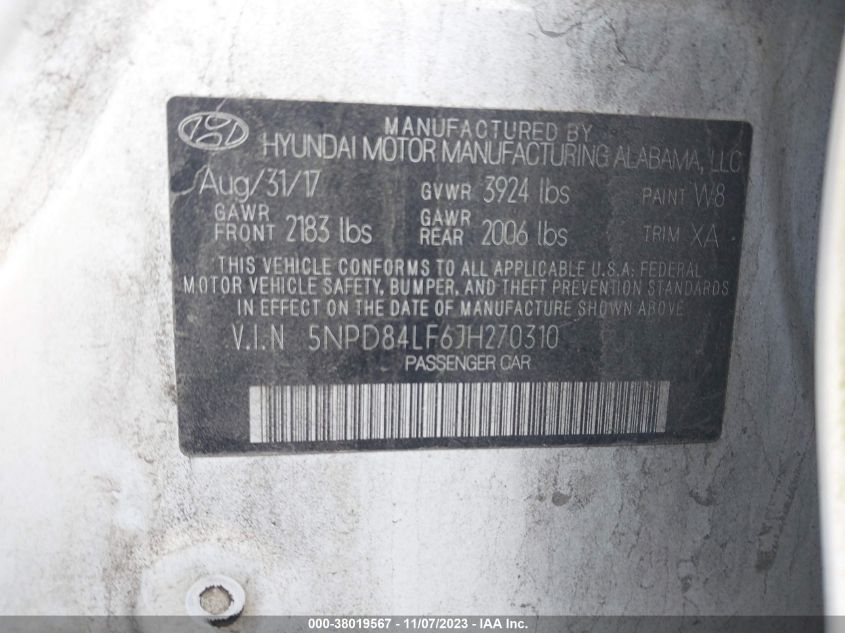 MANUFACTURED BY
HYUNDAI MOTOR MANUFACTURING ALABAMA, LLC
Aug/31/17 GVWR 3924 lbs PAINT W8
GAWR FRONT 2183 lbs GAWR REAR 2006 lbs TRIM XA
THIS VEHICLE CONFORMS TO ALL APPLICABLE U.S.A: FEDERAL
MOTOR VEHICLE SAFETY, BUMPER, AND THEFT PREVENTION STANDARDS
IN EFFECT ON THE DATE OF MANUFACTURE SHOWN ABOVE
V.I.N 5NPD84LF6JH270310
PASSENGER CAR
000-38019567 - 11/07/2023 - 000-38019567